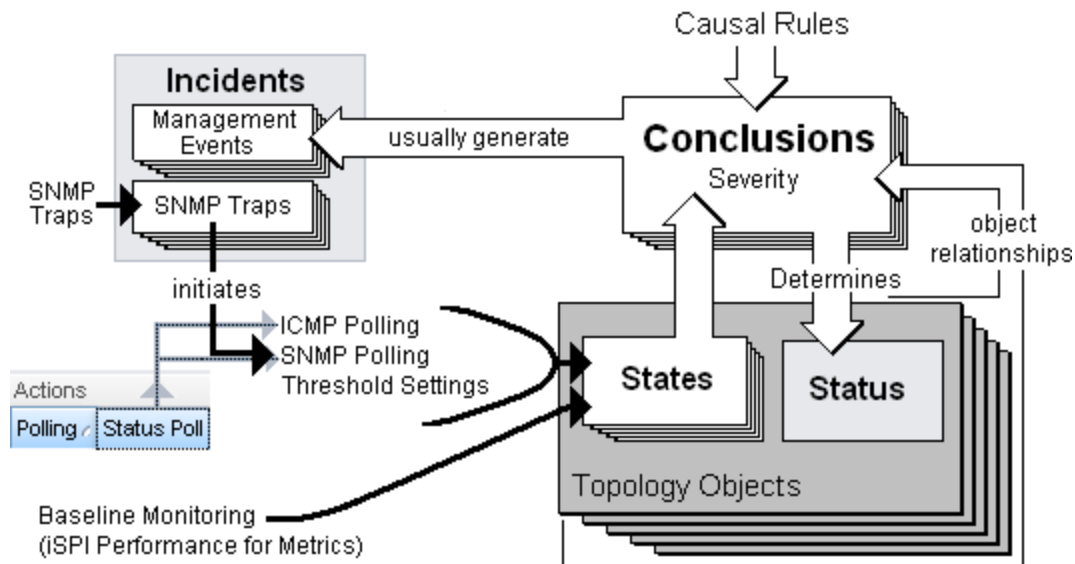 Causal Rules
Incidents
Management
Events
usually generate
Conclusions
Severity
SNMP
Traps
SNMP Traps
object
relationships
initiates
Determines
ICMP Polling
SNMP Polling
Threshold Settings
States
Status
Actions
Polling
Status Poll
Topology Objects
Baseline Monitoring
(iSPI Performance for Metrics)